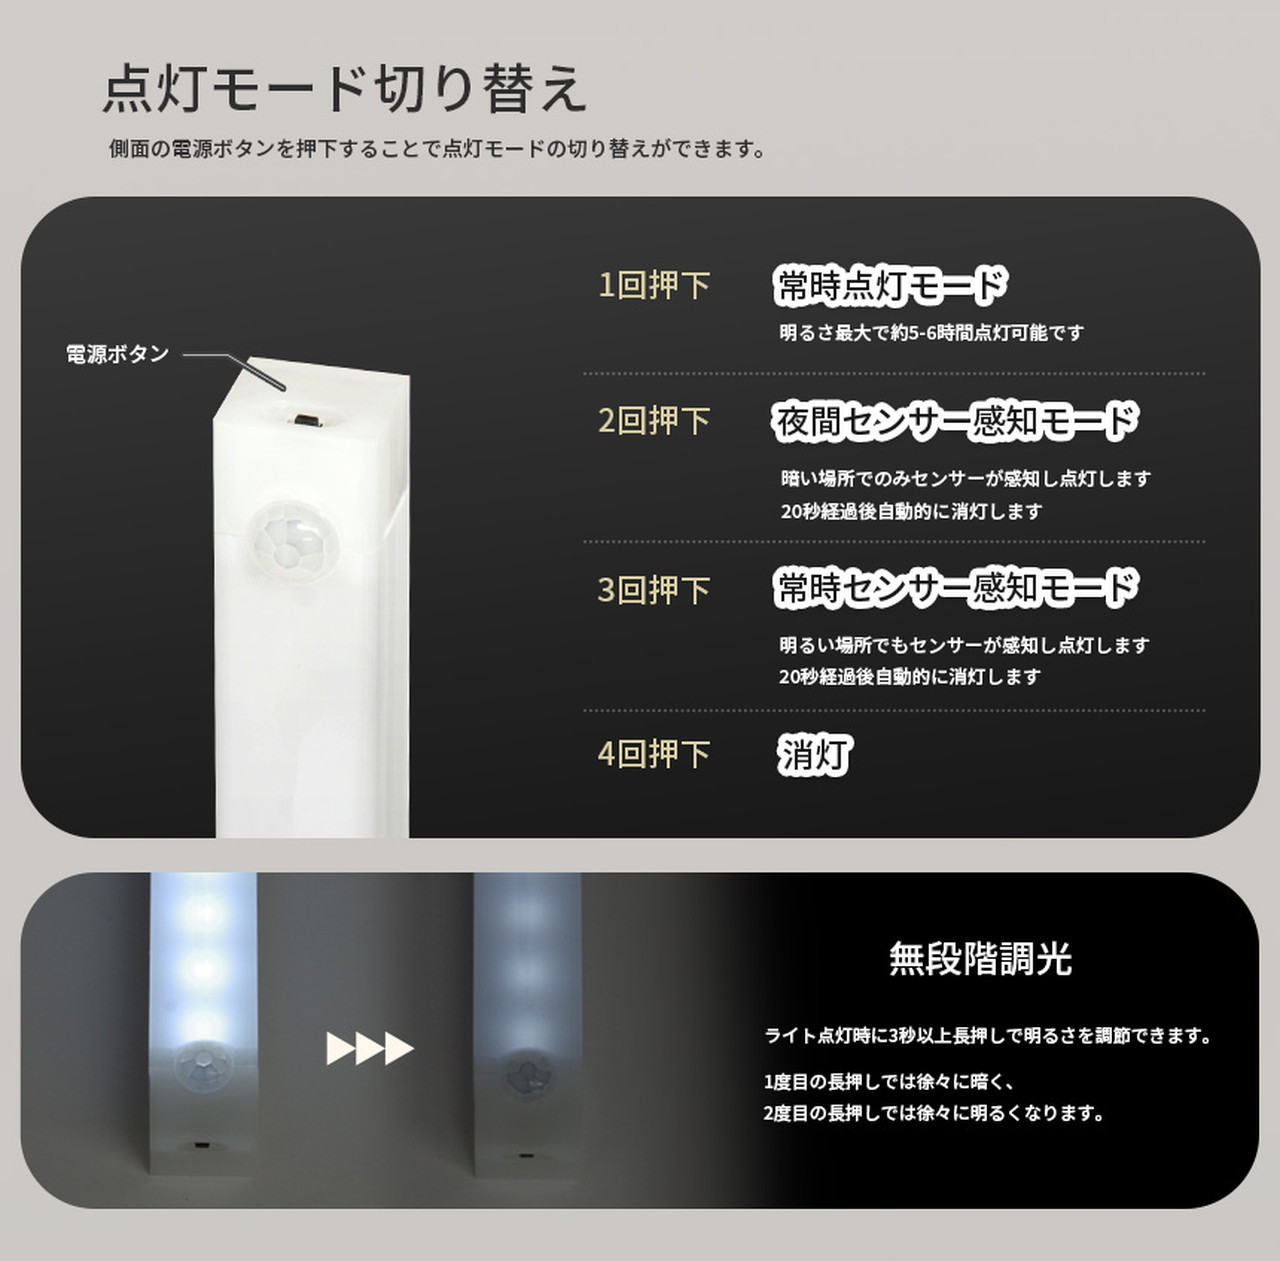 点灯モード切り替え
側面の電源ボタンを押下することで点灯モードの切り替えができます。
電源ボタン
1回押下
常時点灯モード
明るさ最大で約5-6時間点灯可能です
2回押下
夜間センサー感知モード
暗い場所でのみセンサーが感知し点灯します
20秒経過後自動的に消灯します
3回押下
常時センサー感知モード
明るい場所でもセンサーが感知し点灯します
20秒経過後自動的に消灯します
4回押下
消灯
無段階調光
ライト点灯時に3秒以上長押しで明るさを調節できます。
1度目の長押しでは徐々に暗く、
2度目の長押しでは徐々に明るくなります。